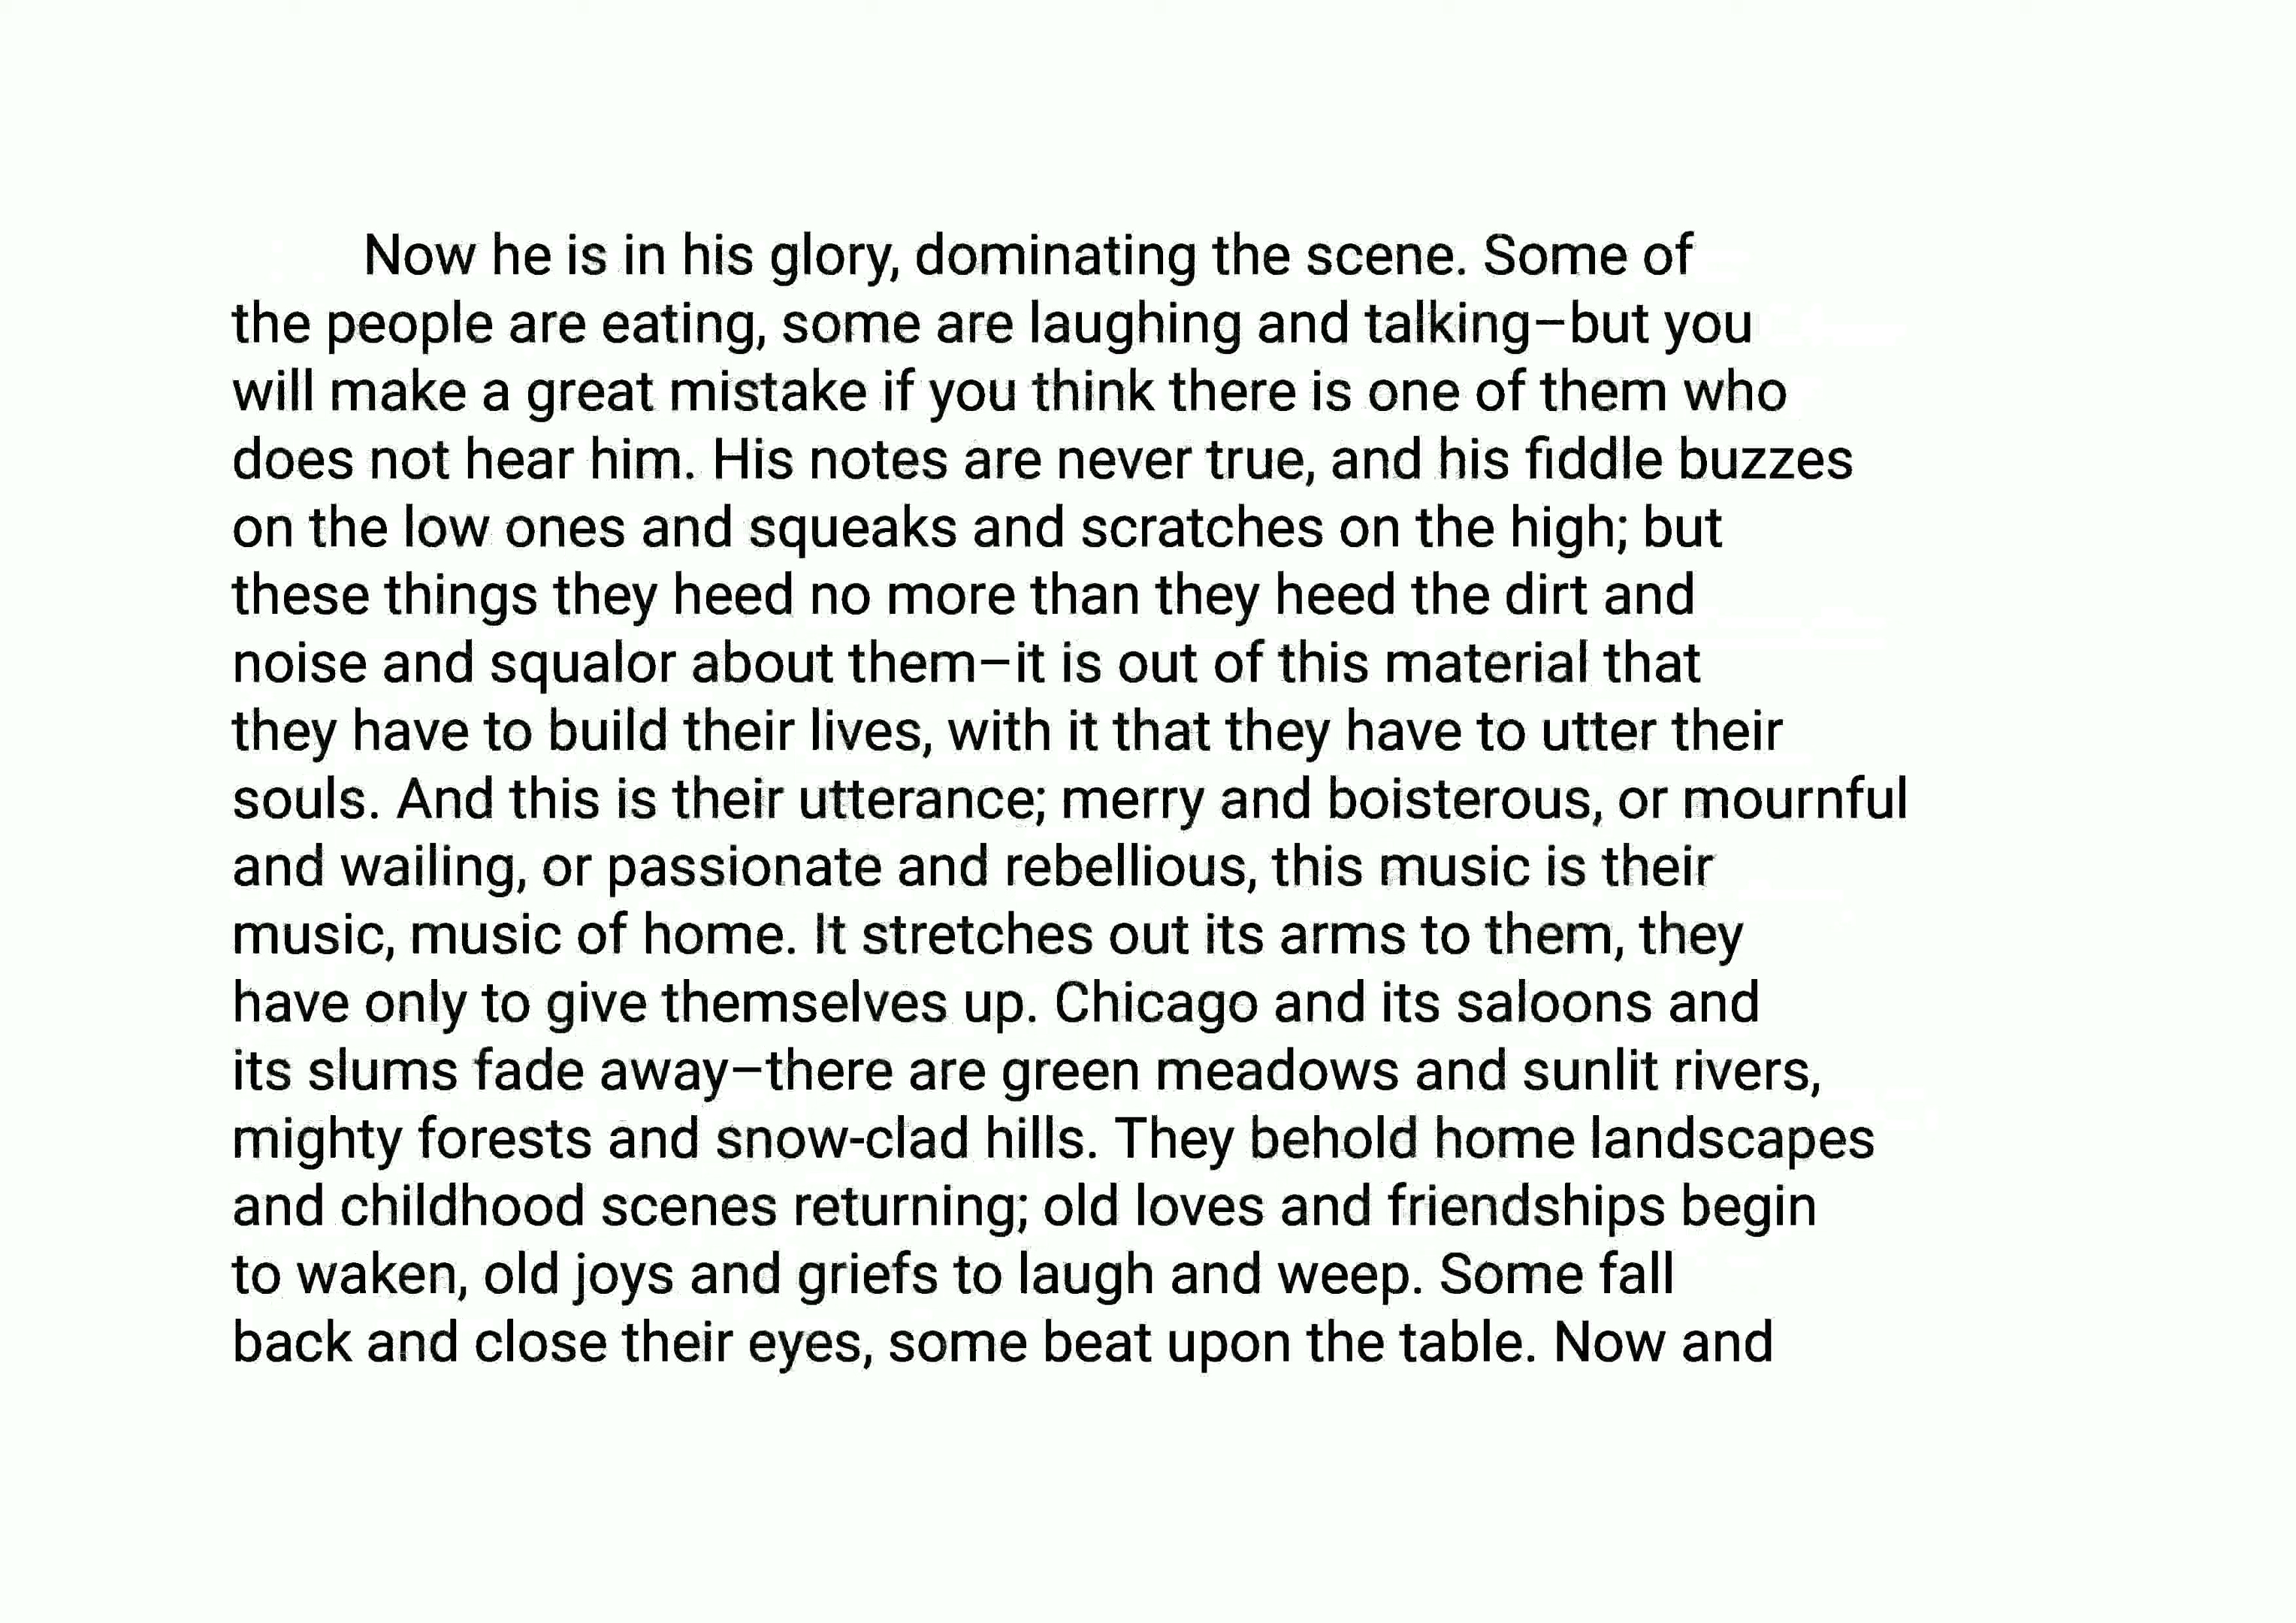 Now he is in his glory, dominating the scene. Some of
the people are eating, some are laughing and talking–but you
will make a great mistake if you think there is one of them who
does not hear him. His notes are never true, and his fiddle buzzes
on the low ones and squeaks and scratches on the high; but
these things they heed no more than they heed the dirt and
noise and squalor about them–it is out of this material that
they have to build their lives, with it that they have to utter their
souls. And this is their utterance; merry and boisterous, or mournful
and wailing, or passionate and rebellious, this music is their
music, music of home. It stretches out its arms to them, they
have only to give themselves up. Chicago and its saloons and
its slums fade away–there are green meadows and sunlit rivers,
mighty forests and snow-clad hills. They behold home landscapes
and childhood scenes returning; old loves and friendships begin
to waken, old joys and griefs to laugh and weep. Some fall
back and close their eyes, some beat upon the table. Now and